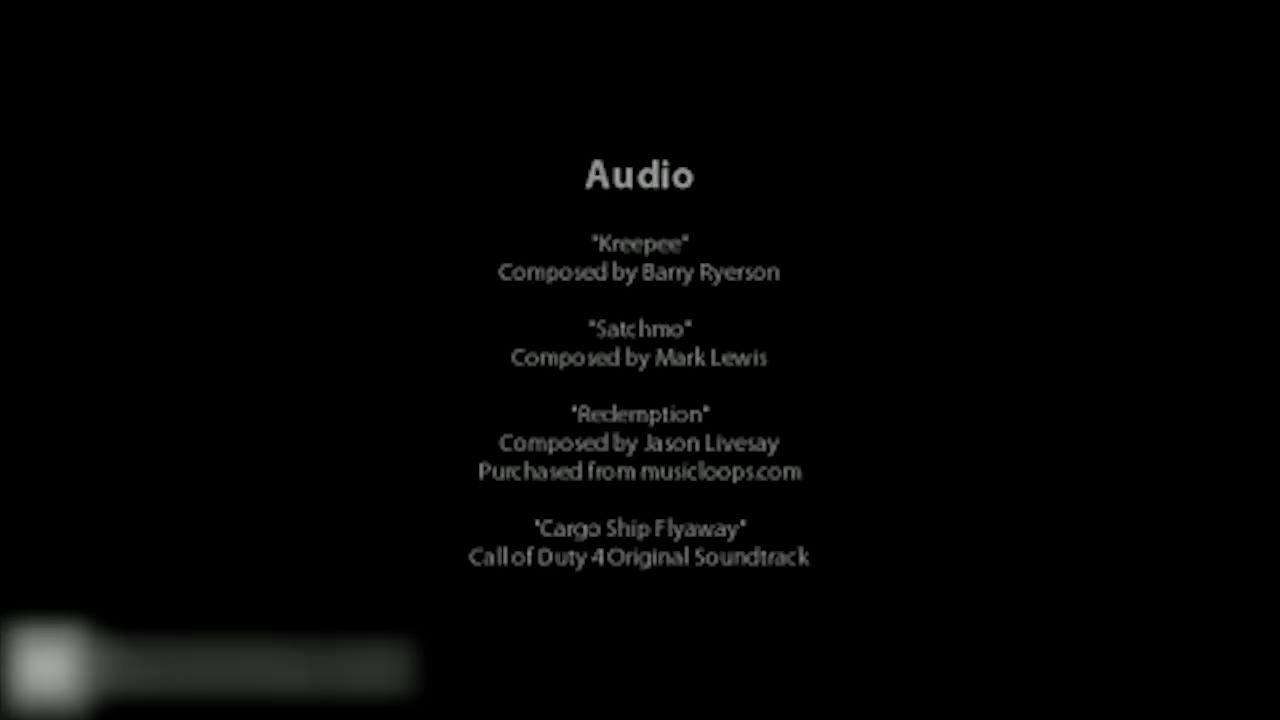 Audio
"Kreepee"
Composed by Barry Ryerson
"Satchmo"
Composed by Mark Lewis
"Redemption"
Composed by Jason Livesay
Purchased from musicloops.com
"Cargo Ship Flyaway"
Call of Duty 4 Original Soundtrack